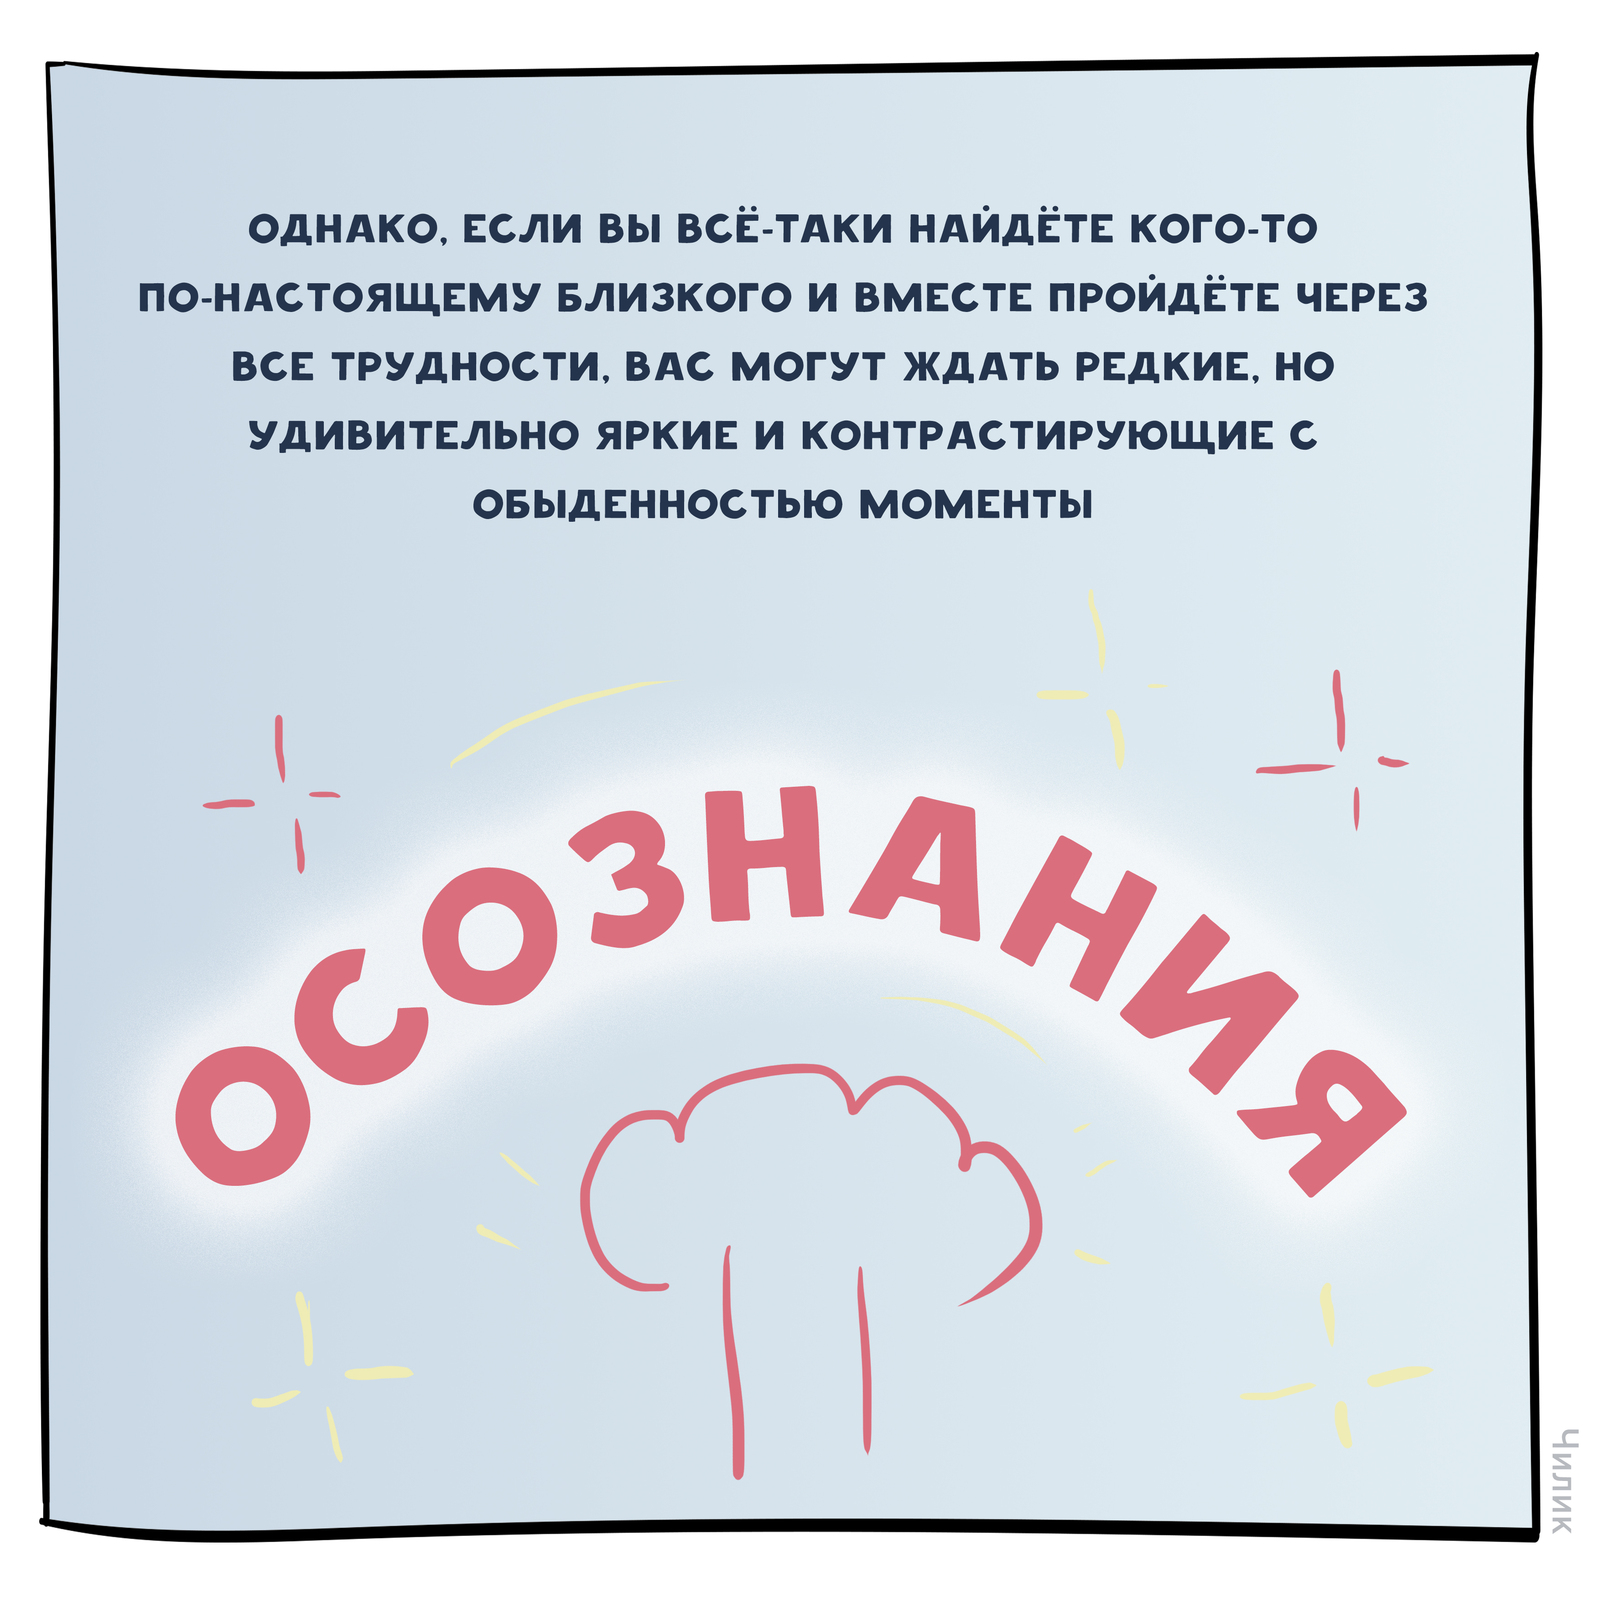 ОДНАКО, ЕСЛИ ВЫ ВСЁ-ТАКИ НАЙДЁТЕ КОГО-ТО
ПО-НАСТОЯЩЕМУ БЛИЗКОГО И ВМЕСТЕ ПРОЙДЁТЕ ЧЕРЕЗ
ВСЕ ТРУДНОСТИ, ВАС МОГУТ ЖДАТЬ РЕДКИЕ, НО
УДИВИТЕЛЬНО ЯРКИЕ И КОНТРАСТИРУЮЩИЕ С
ОБЫДЕННОСТЬЮ МОМЕНТЫ
ОСОЗНАНИЯ
Чилик